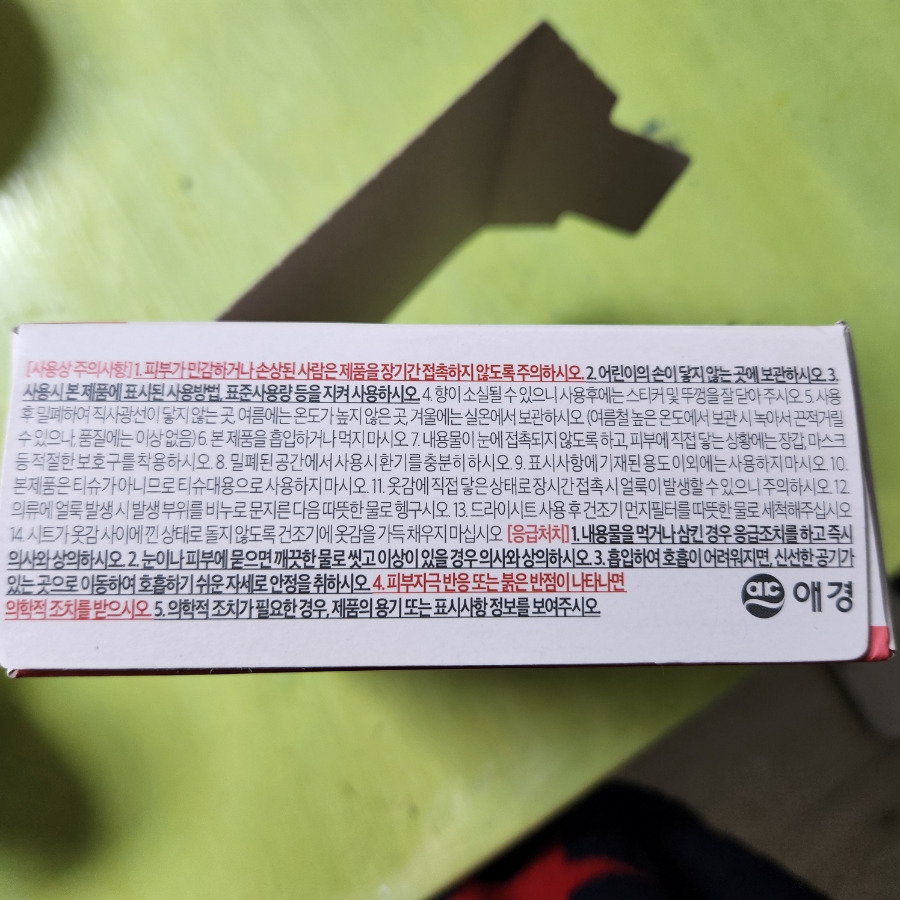 [사용상 주의사항] 1. 피부가 민감하거나 손상된 사람은 제품을 장기간 접촉하지 않도록 주의하시오. 2. 어린이의 손이 닿지 않는 곳에 보관하시오. 3.
사용시 본 제품에 표시된 사용방법, 표준사용량 등을 지켜 사용하시오. 4. 향이 소실될 수 있으니 사용 후에는 스티커 및 뚜껑을 잘 닫아 주시오. 5. 사용
후 밀폐하여 직사광선이 닿지 않는 곳, 여름에는 온도가 높지 않은 곳, 겨울에는 실온에서 보관하시오. (여름철 높은 온도에서 보관 시 녹아서 끈적거릴
수 있으나, 품질에는 이상 없음) 6. 본 제품을 흡입하거나 먹지 마시오. 7. 내용물이 눈에 접촉되지 않도록 하고, 피부에 직접 닿는 상황에는 장갑, 마스크
등 적절한 보호구를 착용하시오. 8. 밀폐된 공간에서 사용시 환기를 충분히 하시오. 9. 표시사항에 기재된 용도 이외에는 사용하지 마시오. 10.
본 제품은 티슈가 아니므로 티슈대용으로 사용하지 마시오. 11. 옷감에 직접 닿은 상태로 장시간 접촉 시 얼룩이 발생할 수 있으니 주의하시오. 12.
의류에 얼룩 발생 시 발생 부위를 비누로 문지른 다음 따뜻한 물로 헹구시오. 13. 드라이시트 사용 후 건조기 먼지필터를 따뜻한 물로 세척해주십시오
14. 시트가 옷감 사이에 낀 상태로 돌지 않도록 건조기에 옷감을 가득 채우지 마십시오 [응급처치] 1. 내용물을 먹거나 삼킨 경우 응급조치를 하고 즉시
의사와 상의하시오. 2. 눈이나 피부에 묻으면 깨끗한 물로 씻고 이상이 있을 경우 의사와 상의하시오. 3. 흡입하여 호흡이 어려워지면, 신선한 공기가
있는 곳으로 이동하여 호흡하기 쉬운 자세로 안정을 취하시오. 4. 피부자극 반응 또는 붉은 반점이 나타나면
의학적 조치를 받으시오. 5. 의학적 조치가 필요한 경우, 제품의 용기 또는 표시사항 정보를 보여주시오.
애경